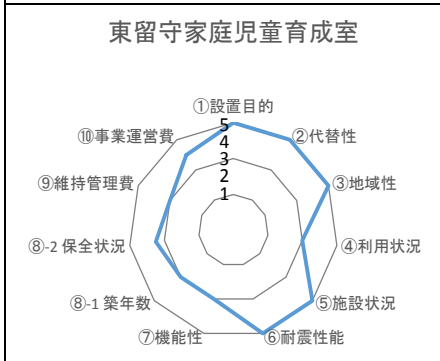 東留守家庭児童育成室
①設置目的
⑩事業運営費
②代替性
5
4
3
2
1
⑨維持管理費
③地域性
⑧-2 保全状況
④利用状況
⑧-1 築年数
⑤施設状況
⑦機能性
⑥耐震性能